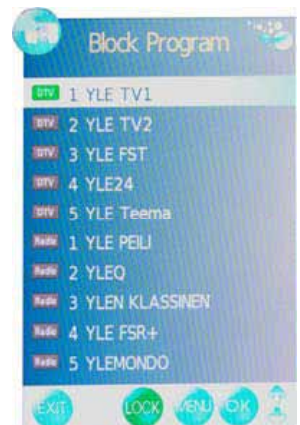 Block Program
DTV 1 YLE TV1
DTV 2 YLE TV2
DTV 3 YLE FST
DTV 4 YLE24
DTV 5 YLE Teema
Radio 1 YLE PEILI
Radio 2 YLEQ
Radio 3 YLEN KLASSINEN
Radio 4 YLE FSR+
Radio 5 YLEMONDO
EXIT LOCK MENU OK